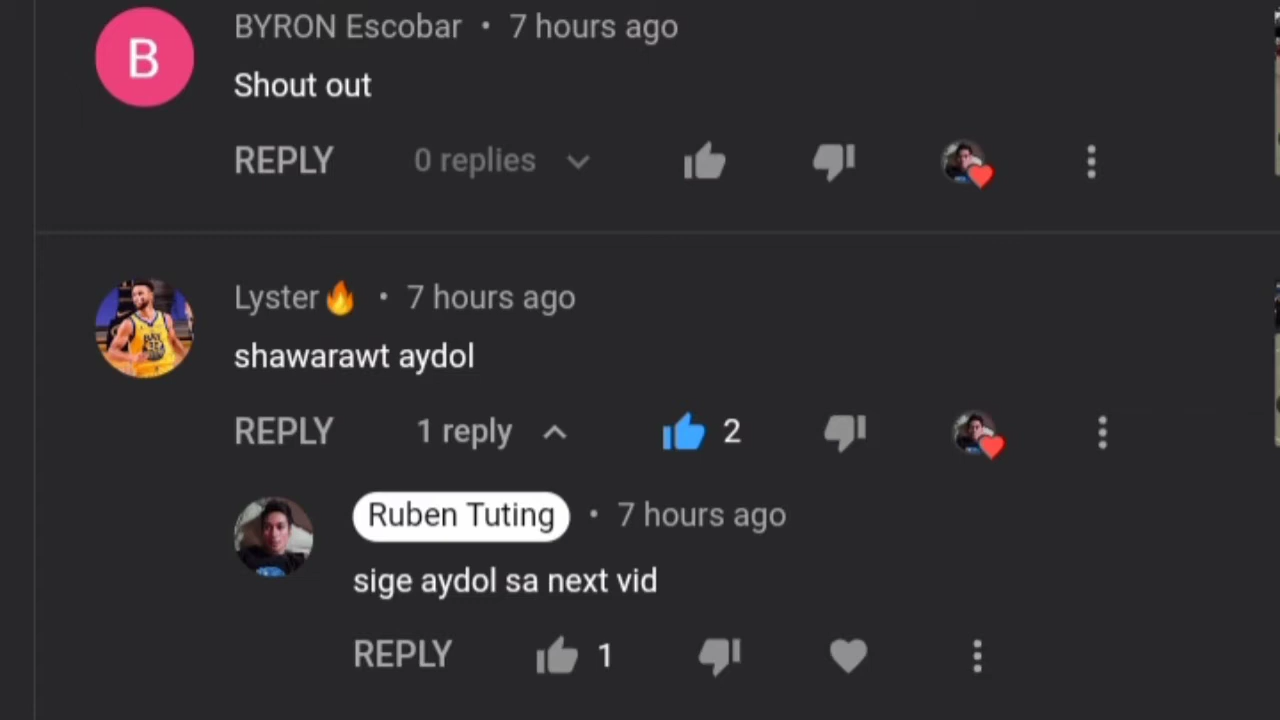 B
BYRON Escobar • 7 hours ago
Shout out
REPLY 0 replies
Lyster🔥 • 7 hours ago
shawarawt aydol
REPLY 1 reply 2
Ruben Tuting • 7 hours ago
sige aydol sa next vid
REPLY 1